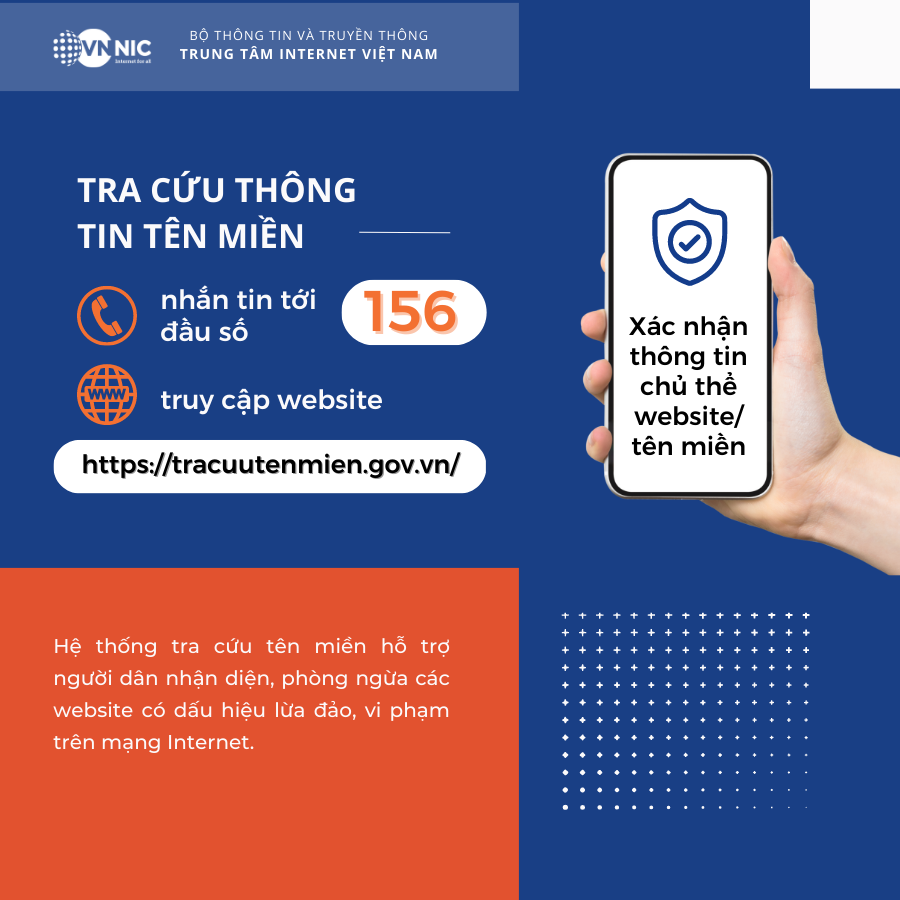 VNNIC
Internet for all
BỘ THÔNG TIN VÀ TRUYỀN THÔNG
TRUNG TÂM INTERNET VIỆT NAM
TRA CỨU THÔNG
TIN TÊN MIỀN
nhắn tin tới
đầu số
156
WWW
truy cập website
https://tracuutenmien.gov.vn/
Xác nhận
thông tin
chủ thể
website/
tên miền
Hệ thống tra cứu tên miền hỗ trợ
người dân nhận diện, phòng ngừa các
website có dấu hiệu lừa đảo, vi phạm
trên mạng Internet.